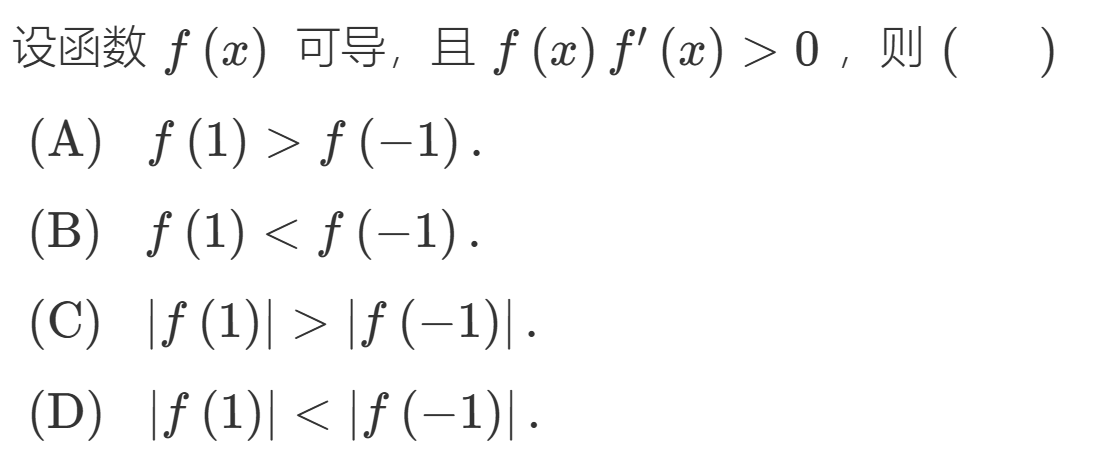 设函数 f (x) 可导, 且 f (x) f′ (x) > 0 , 则 (  )
(A) f (1) > f (−1) .
(B) f (1) < f (−1) .
(C) |f (1)| > |f (−1)| .
(D) |f (1)| < |f (−1)| .